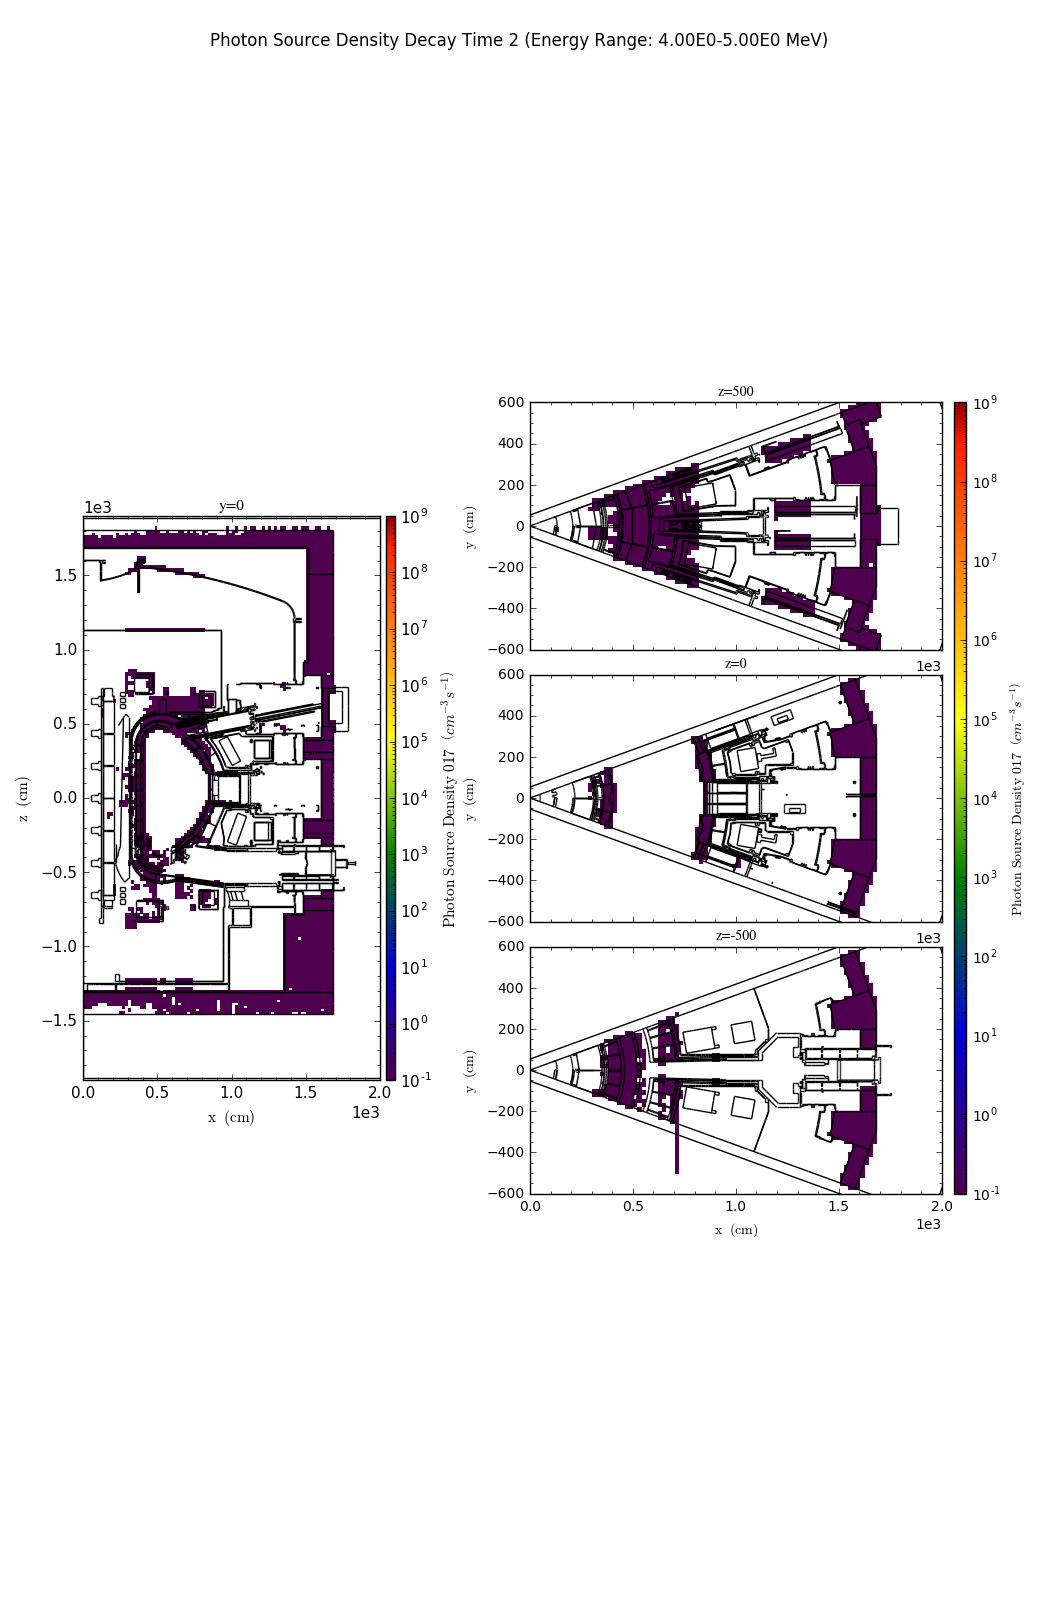 Photon Source Density Decay Time 2 (Energy Range: 4.00E0-5.00E0 MeV)
1e3
y=0
1.5
1.0
0.5
0.0
−0.5
−1.0
−1.5
z (cm)
0.0 0.5 1.0 1.5 2.0
1e3
x (cm)
10^9
10^8
10^7
10^6
10^5
10^4
10^3
10^2
10^1
10^0
10^-1
Photon Source Density 017 (cm^−3 s^−1)
z=500
600
400
200
0
−200
−400
−600
y (cm)
1e3
z=0
600
400
200
0
−200
−400
−600
y (cm)
1e3
z=-500
600
400
200
0
−200
−400
−600
y (cm)
0.0 0.5 1.0 1.5 2.0
1e3
x (cm)
10^9
10^8
10^7
10^6
10^5
10^4
10^3
10^2
10^1
10^0
10^-1
Photon Source Density 017 (cm^−3 s^−1)